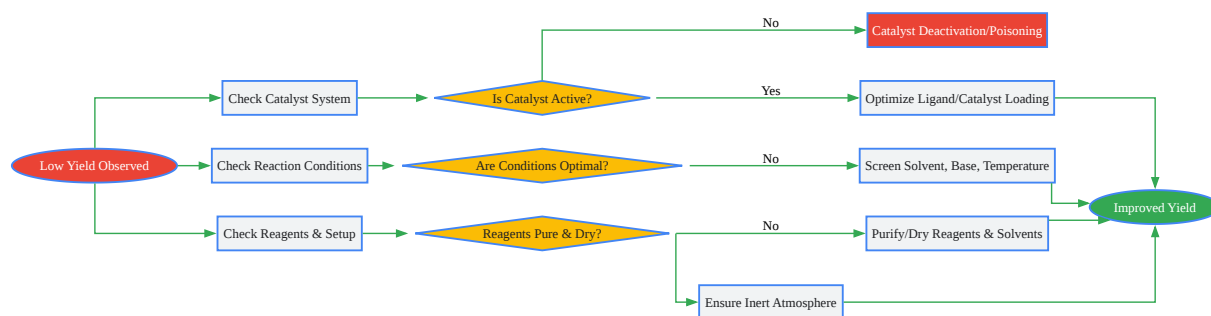 No
Catalyst Deactivation/Poisoning
Check Catalyst System
Is Catalyst Active?
Yes
Optimize Ligand/Catalyst Loading
Low Yield Observed
Check Reaction Conditions
Are Conditions Optimal?
No
Screen Solvent, Base, Temperature
Improved Yield
Check Reagents & Setup
Reagents Pure & Dry?
No
Purify/Dry Reagents & Solvents
Ensure Inert Atmosphere